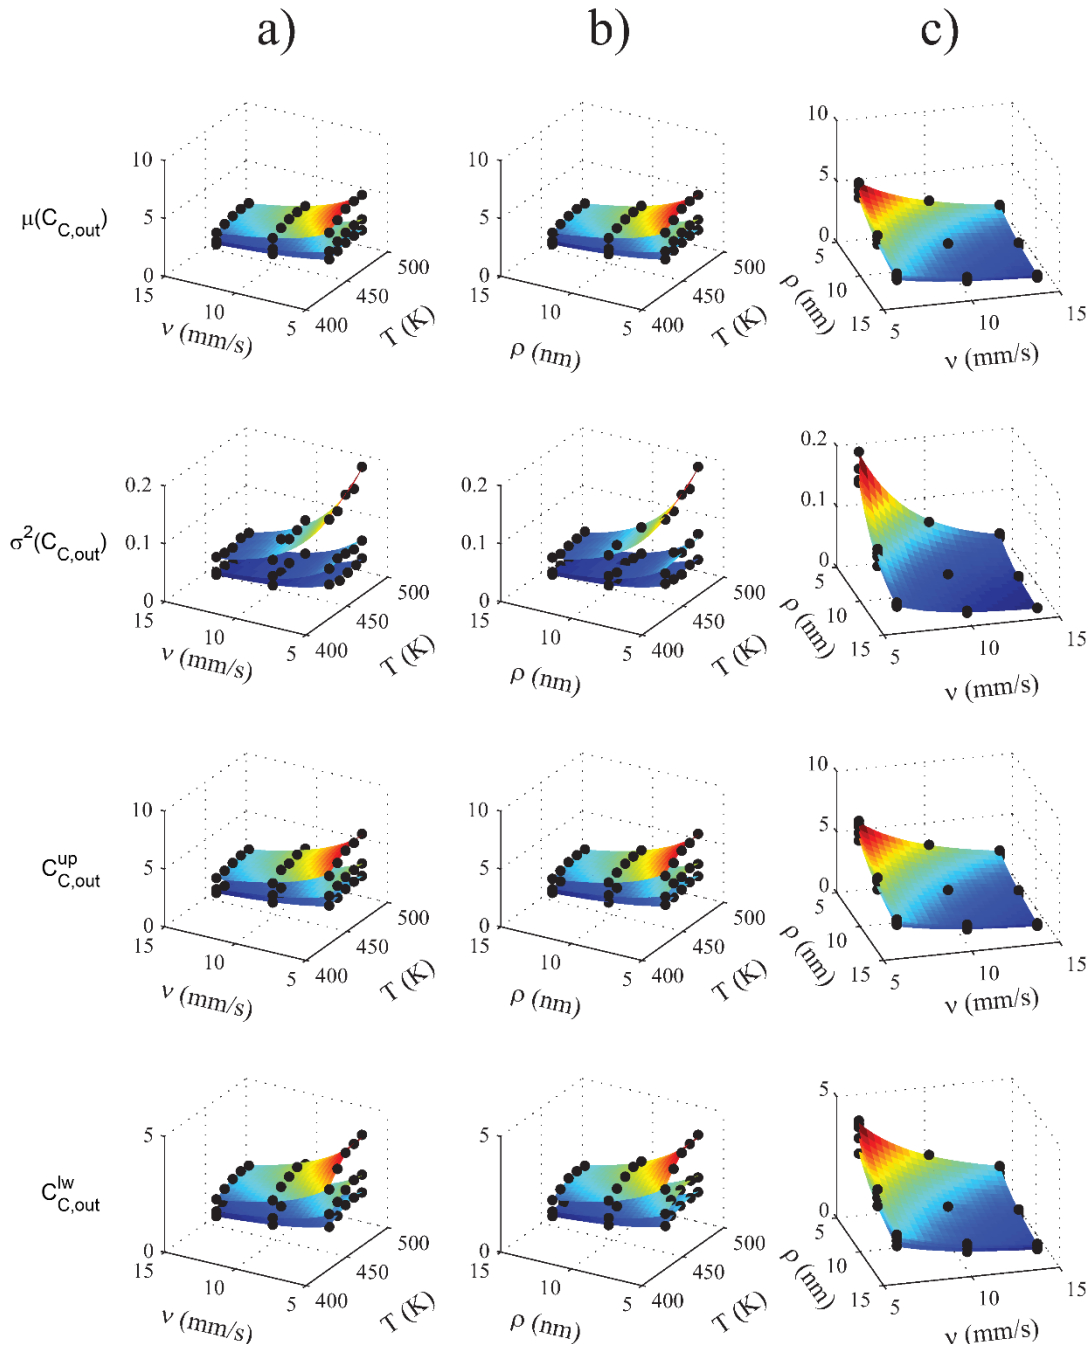 a) b) c)
10 10 10
μ(C_C,out) 5 5 5
0 0 0
15 10 5 400 450 500 15 10 5 400 450 500 5 10 15 5 10 15
ν (mm/s) T (K) ρ (nm) T (K) ρ (nm) ν (mm/s)
0.2 0.2 0.2
σ²(C_C,out) 0.1 0.1 0.1
0 0 0
15 10 5 400 450 500 15 10 5 400 450 500 5 10 15 5 10 15
ν (mm/s) T (K) ρ (nm) T (K) ρ (nm) ν (mm/s)
10 10 10
C^up_C,out 5 5 5
0 0 0
15 10 5 400 450 500 15 10 5 400 450 500 5 10 15 5 10 15
ν (mm/s) T (K) ρ (nm) T (K) ρ (nm) ν (mm/s)
5 5 5
C^lw_C,out
0 0 0
15 10 5 400 450 500 15 10 5 400 450 500 5 10 15 5 10 15
ν (mm/s) T (K) ρ (nm) T (K) ρ (nm) ν (mm/s)